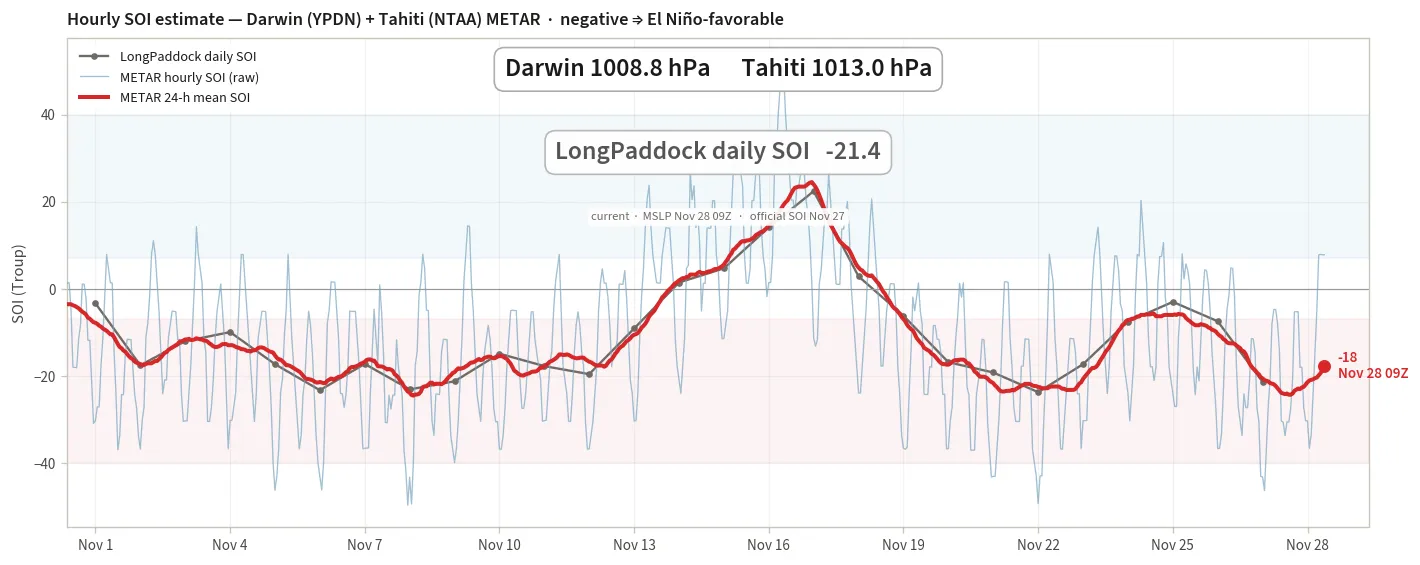 Hourly SOI estimate — Darwin (YPDN) + Tahiti (NTAA) METAR · negative ⇒ El Niño-favorable
LongPaddock daily SOI
METAR hourly SOI (raw)
METAR 24-h mean SOI
Darwin 1008.8 hPa Tahiti 1013.0 hPa
LongPaddock daily SOI -21.4
current · MSLP Nov 28 09Z · official SOI Nov 27
SOI (Troup)
40
20
0
−20
−40
-18
Nov 28 09Z
Nov 1 Nov 4 Nov 7 Nov 10 Nov 13 Nov 16 Nov 19 Nov 22 Nov 25 Nov 28